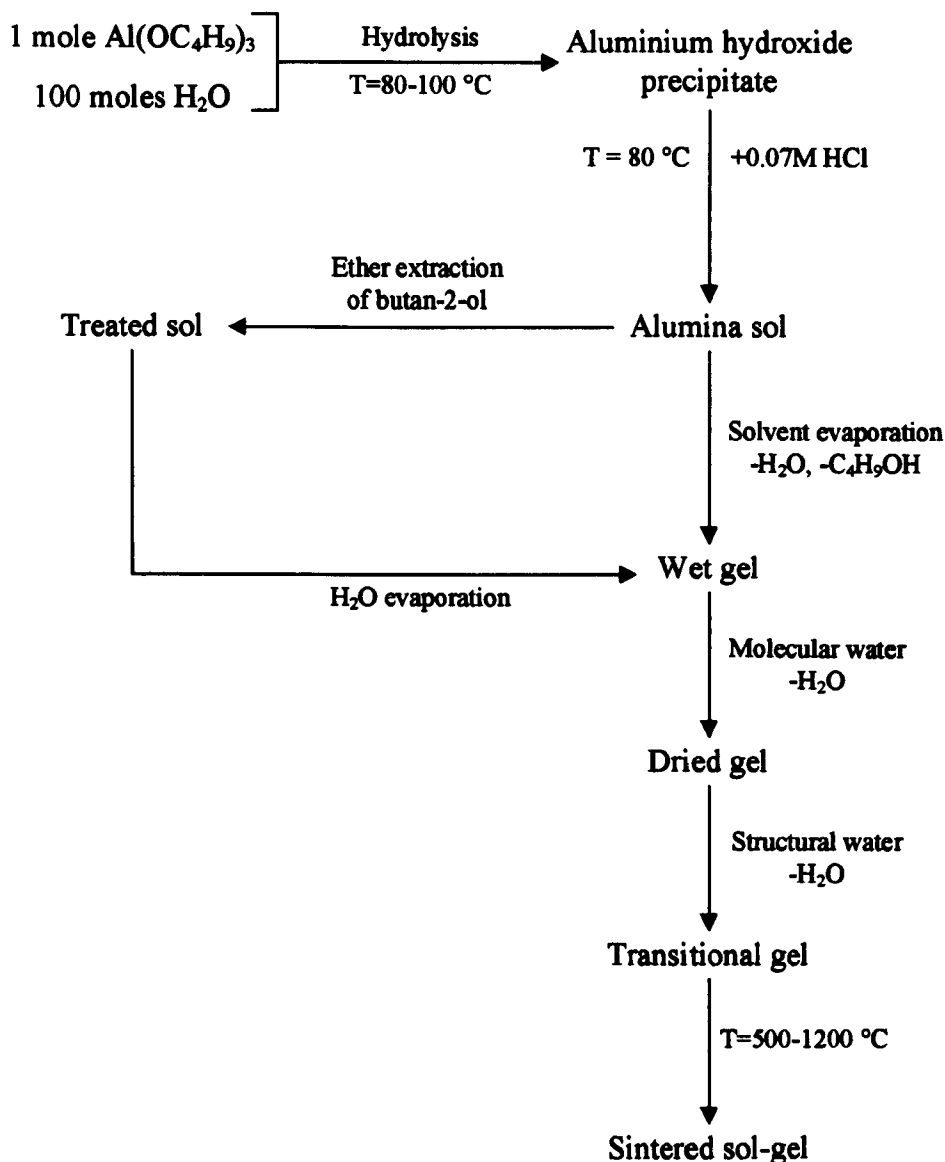 1 mole Al(OC₄H₉)₃
100 moles H₂O
Hydrolysis
T=80-100 °C
Aluminium hydroxide
precipitate
T = 80 °C
+0.07M HCl
Ether extraction
of butan-2-ol
Treated sol
Alumina sol
Solvent evaporation
-H₂O, -C₄H₉OH
Wet gel
H₂O evaporation
Molecular water
-H₂O
Dried gel
Structural water
-H₂O
Transitional gel
T=500-1200 °C
Sintered sol-gel